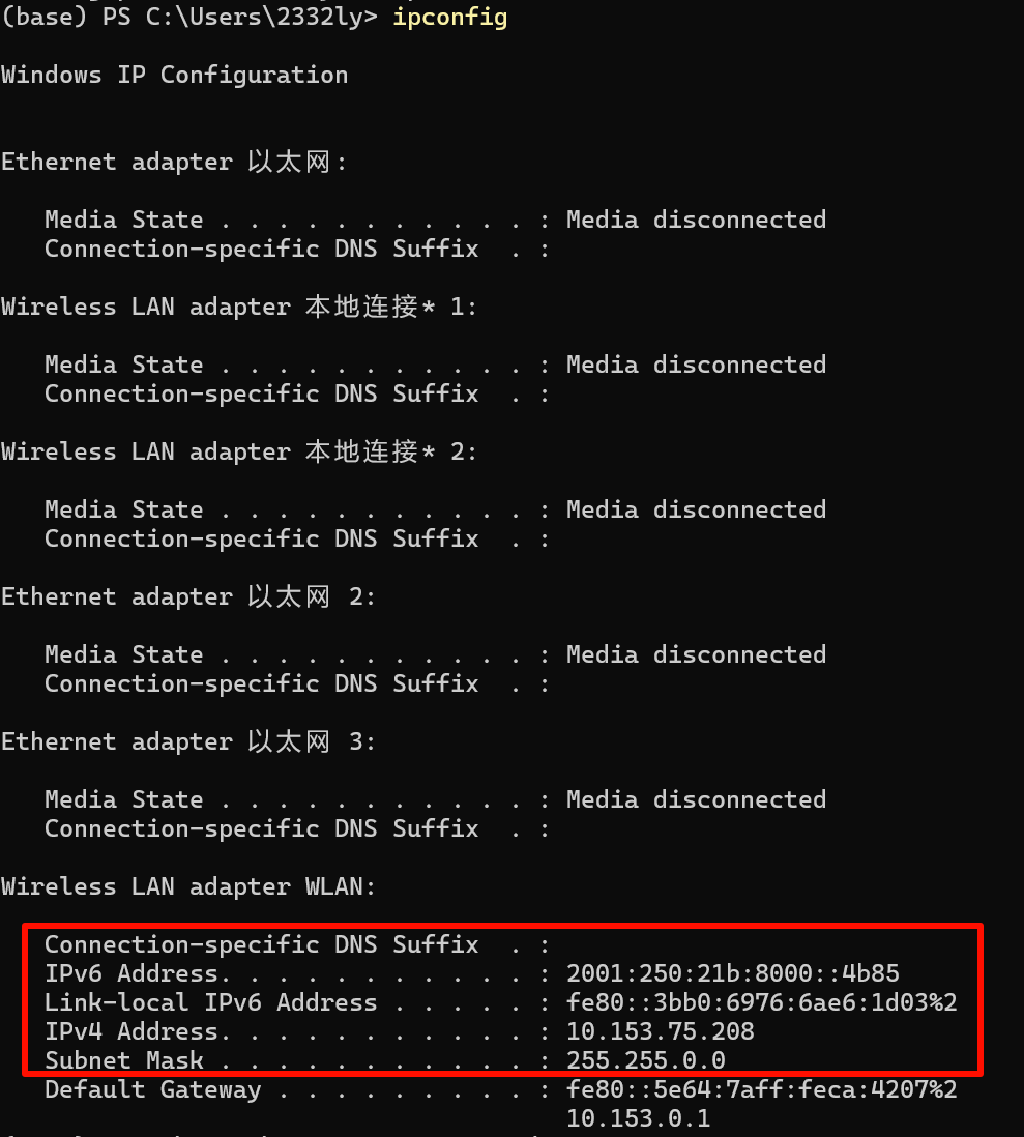 (base) PS C:\Users\2332ly> ipconfig
Windows IP Configuration
Ethernet adapter 以太网:
Media State . . . . . . . . . . . : Media disconnected
Connection-specific DNS Suffix  . :
Wireless LAN adapter 本地连接* 1:
Media State . . . . . . . . . . . : Media disconnected
Connection-specific DNS Suffix  . :
Wireless LAN adapter 本地连接* 2:
Media State . . . . . . . . . . . : Media disconnected
Connection-specific DNS Suffix  . :
Ethernet adapter 以太网 2:
Media State . . . . . . . . . . . : Media disconnected
Connection-specific DNS Suffix  . :
Ethernet adapter 以太网 3:
Media State . . . . . . . . . . . : Media disconnected
Connection-specific DNS Suffix  . :
Wireless LAN adapter WLAN:
Connection-specific DNS Suffix  . :
IPv6 Address. . . . . . . . . . . : 2001:250:21b:8000::4b85
Link-local IPv6 Address . . . . . : fe80::3bb0:6976:6ae6:1d03%2
IPv4 Address. . . . . . . . . . . : 10.153.75.208
Subnet Mask . . . . . . . . . . . : 255.255.0.0
Default Gateway . . . . . . . . . : fe80::5e64:7aff:feca:4207%2
10.153.0.1